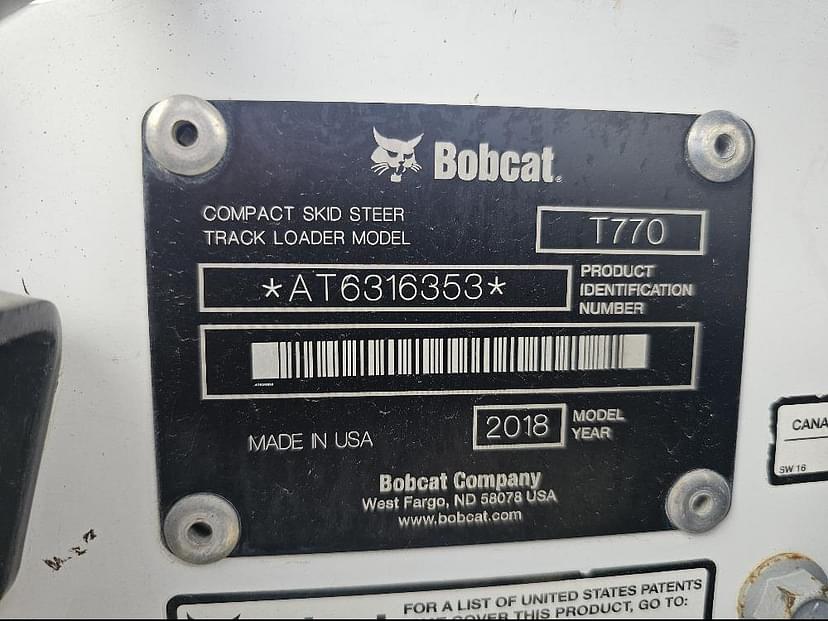 Bobcat®
COMPACT SKID STEER
TRACK LOADER MODEL
T770
*AT6316353*
PRODUCT
IDENTIFICATION
NUMBER
MADE IN USA
2018
MODEL
YEAR
Bobcat Company
West Fargo, ND 58078 USA
www.bobcat.com
CANA
SW 16
FOR A LIST OF UNITED STATES PATENTS
COVER THIS PRODUCT, GO TO: